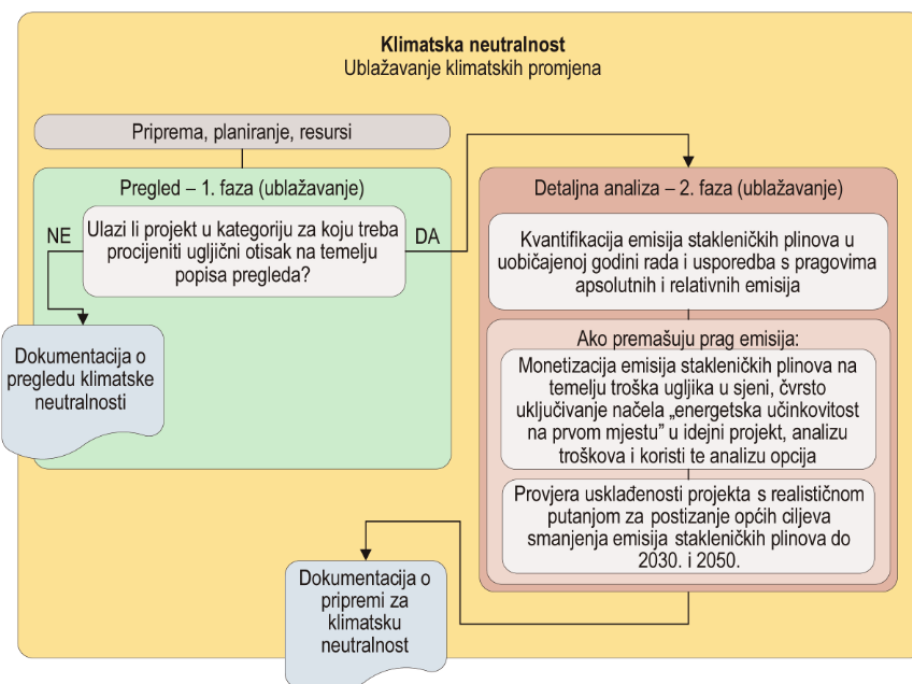 Klimatska neutralnost
Ublažavanje klimatskih promjena
Priprema, planiranje, resursi
Pregled – 1. faza (ublažavanje)
NE
Ulazi li projekt u kategoriju za koju treba
procijeniti ugljični otisak na temelju
popisa pregleda?
DA
Dokumentacija o
pregledu klimatske
neutralnosti
Detaljna analiza – 2. faza (ublažavanje)
Kvantifikacija emisija stakleničkih plinova u
uobičajenoj godini rada i usporedba s pragovima
apsolutnih i relativnih emisija
Ako premašuju prag emisija:
Monetizacija emisija stakleničkih plinova na
temelju troška ugljika u sjeni, čvrsto
uključivanje načela „energetska učinkovitost
na prvom mjestu” u idejni projekt, analizu
troškova i koristi te analizu opcija
Provjera usklađenosti projekta s realističnom
putanjom za postizanje općih ciljeva
smanjenja emisija stakleničkih plinova do
2030. i 2050.
Dokumentacija o
pripremi za
klimatsku
neutralnost